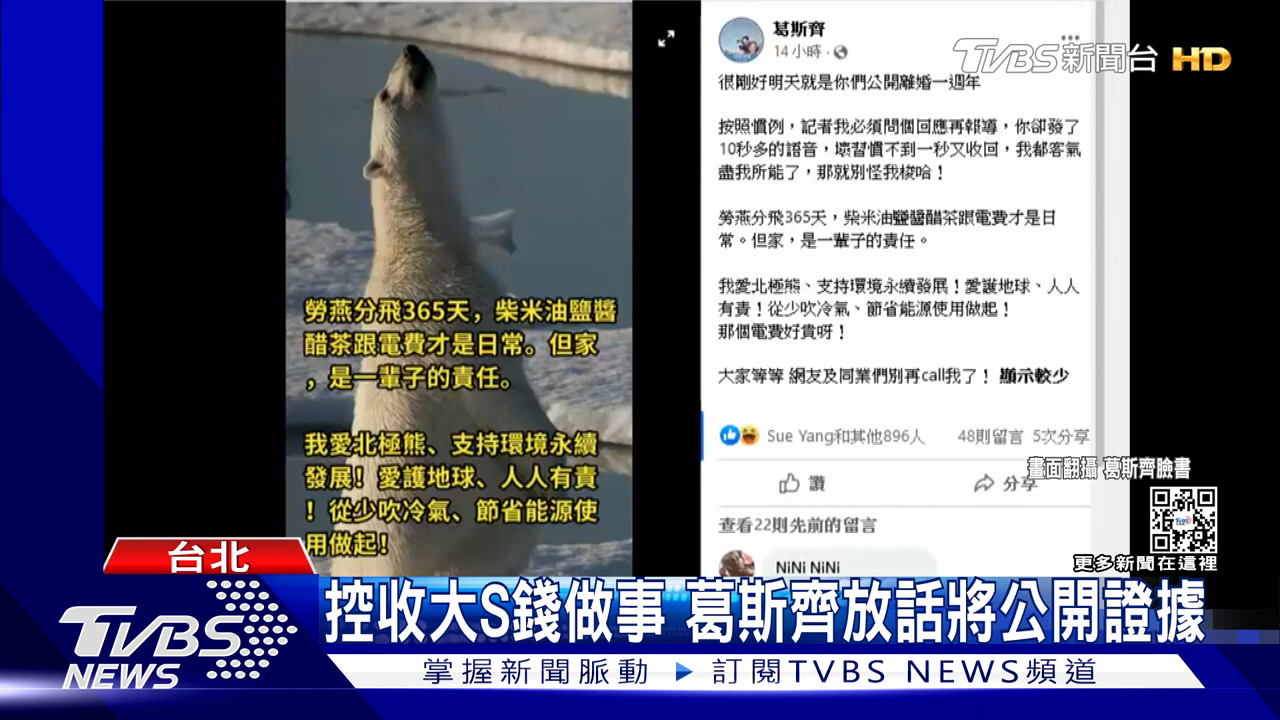 葛斯齊
14 小時 ·
TVBS新聞台 HD
很剛好明天就是你們公開離婚一週年
按照慣例，記者我必須問個回應再報導，你卻發了
10秒多的語音，壞習慣不到一秒又收回，我都客氣
盡我所能了，那就別怪我梭哈！
勞燕分飛365天，柴米油鹽醬醋茶跟電費才是日
常。但家，是一輩子的責任。
我愛北極熊、支持環境永續發展！愛護地球、人人
有責！從少吹冷氣、節省能源使用做起！
那個電費好貴呀！
大家等等 網友及同業們別再call我了！ 顯示較少
Sue Yang和其他896人 48則留言 5次分享
讚 分享
查看22則先前的留言
NiNi NiNi
勞燕分飛365天，柴米油鹽醬
醋茶跟電費才是日常。但家
，是一輩子的責任。
我愛北極熊、支持環境永續
發展！愛護地球、人人有責
！從少吹冷氣、節省能源使
用做起！
畫面翻攝 葛斯齊臉書
TVBS
更多新聞在這裡
台北
控收大S錢做事 葛斯齊放話將公開證據
TVBS
NEWS
掌握新聞脈動 ▶ 訂閱TVBS NEWS頻道